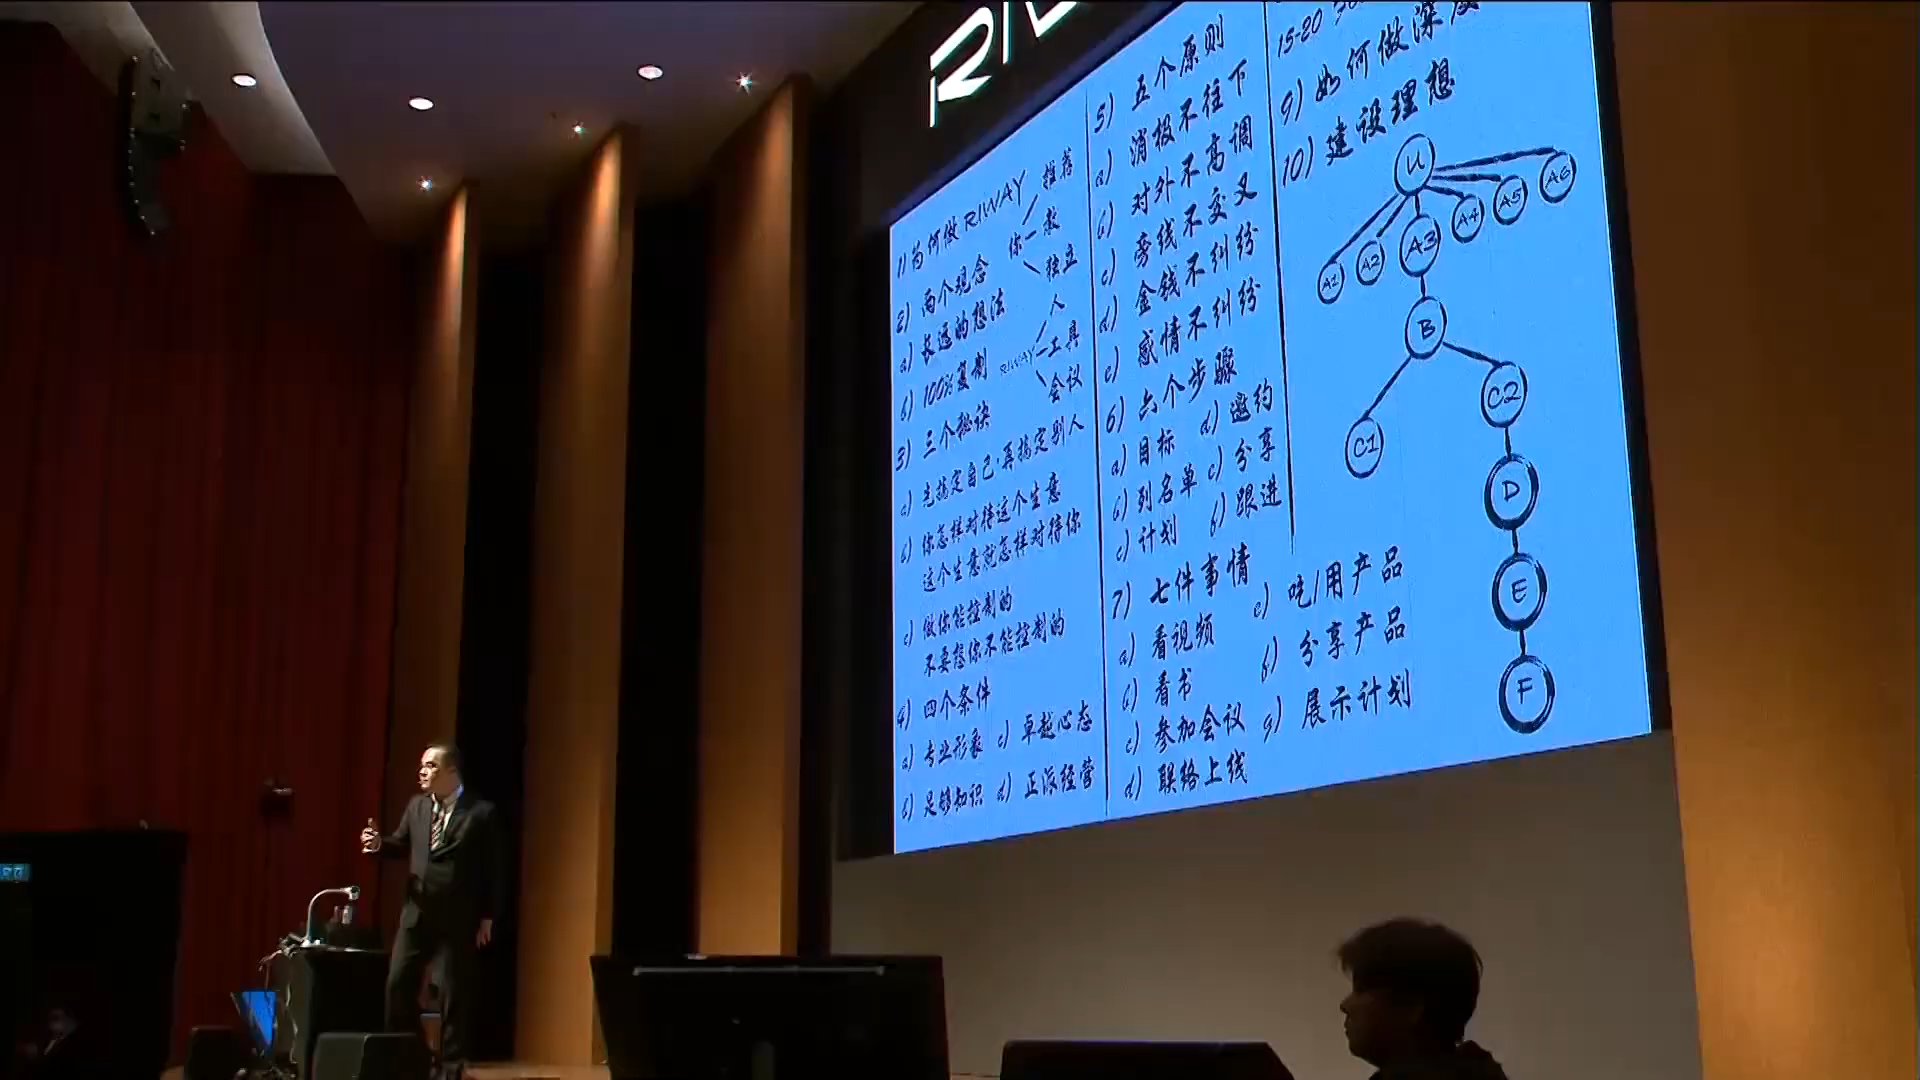 1) 为何做 RIWAY
推荐
你 教
独立
2) 两个观念
a) 长远的想法
b) 100%复制
人
RIWAY 工具
会议
3) 三个秘诀
a) 先搞定自己·再搞定别人
b) 你怎样对待这个生意
这个生意就怎样对待你
c) 做你能控制的
不要想你不能控制的
4) 四个条件
a) 专业形象 c) 卓越心态
b) 足够知识 d) 正派经营
5) 五个原则
a) 消极不往下
b) 对外不高调
c) 旁线不交叉
d) 金钱不纠纷
e) 感情不纠纷
6) 六个步骤
a) 目标 d) 邀约
b) 列名单 e) 分享
c) 计划 f) 跟进
7) 七件事情
a) 看视频
b) 看书
c) 参加会议
d) 联络上线
e) 吃/用产品
f) 分享产品
g) 展示计划
15-20
9) 如何做深度
10) 建设理想
U
A1 A2 A3 A4 A5 A6
B
C1 C2
D
E
F